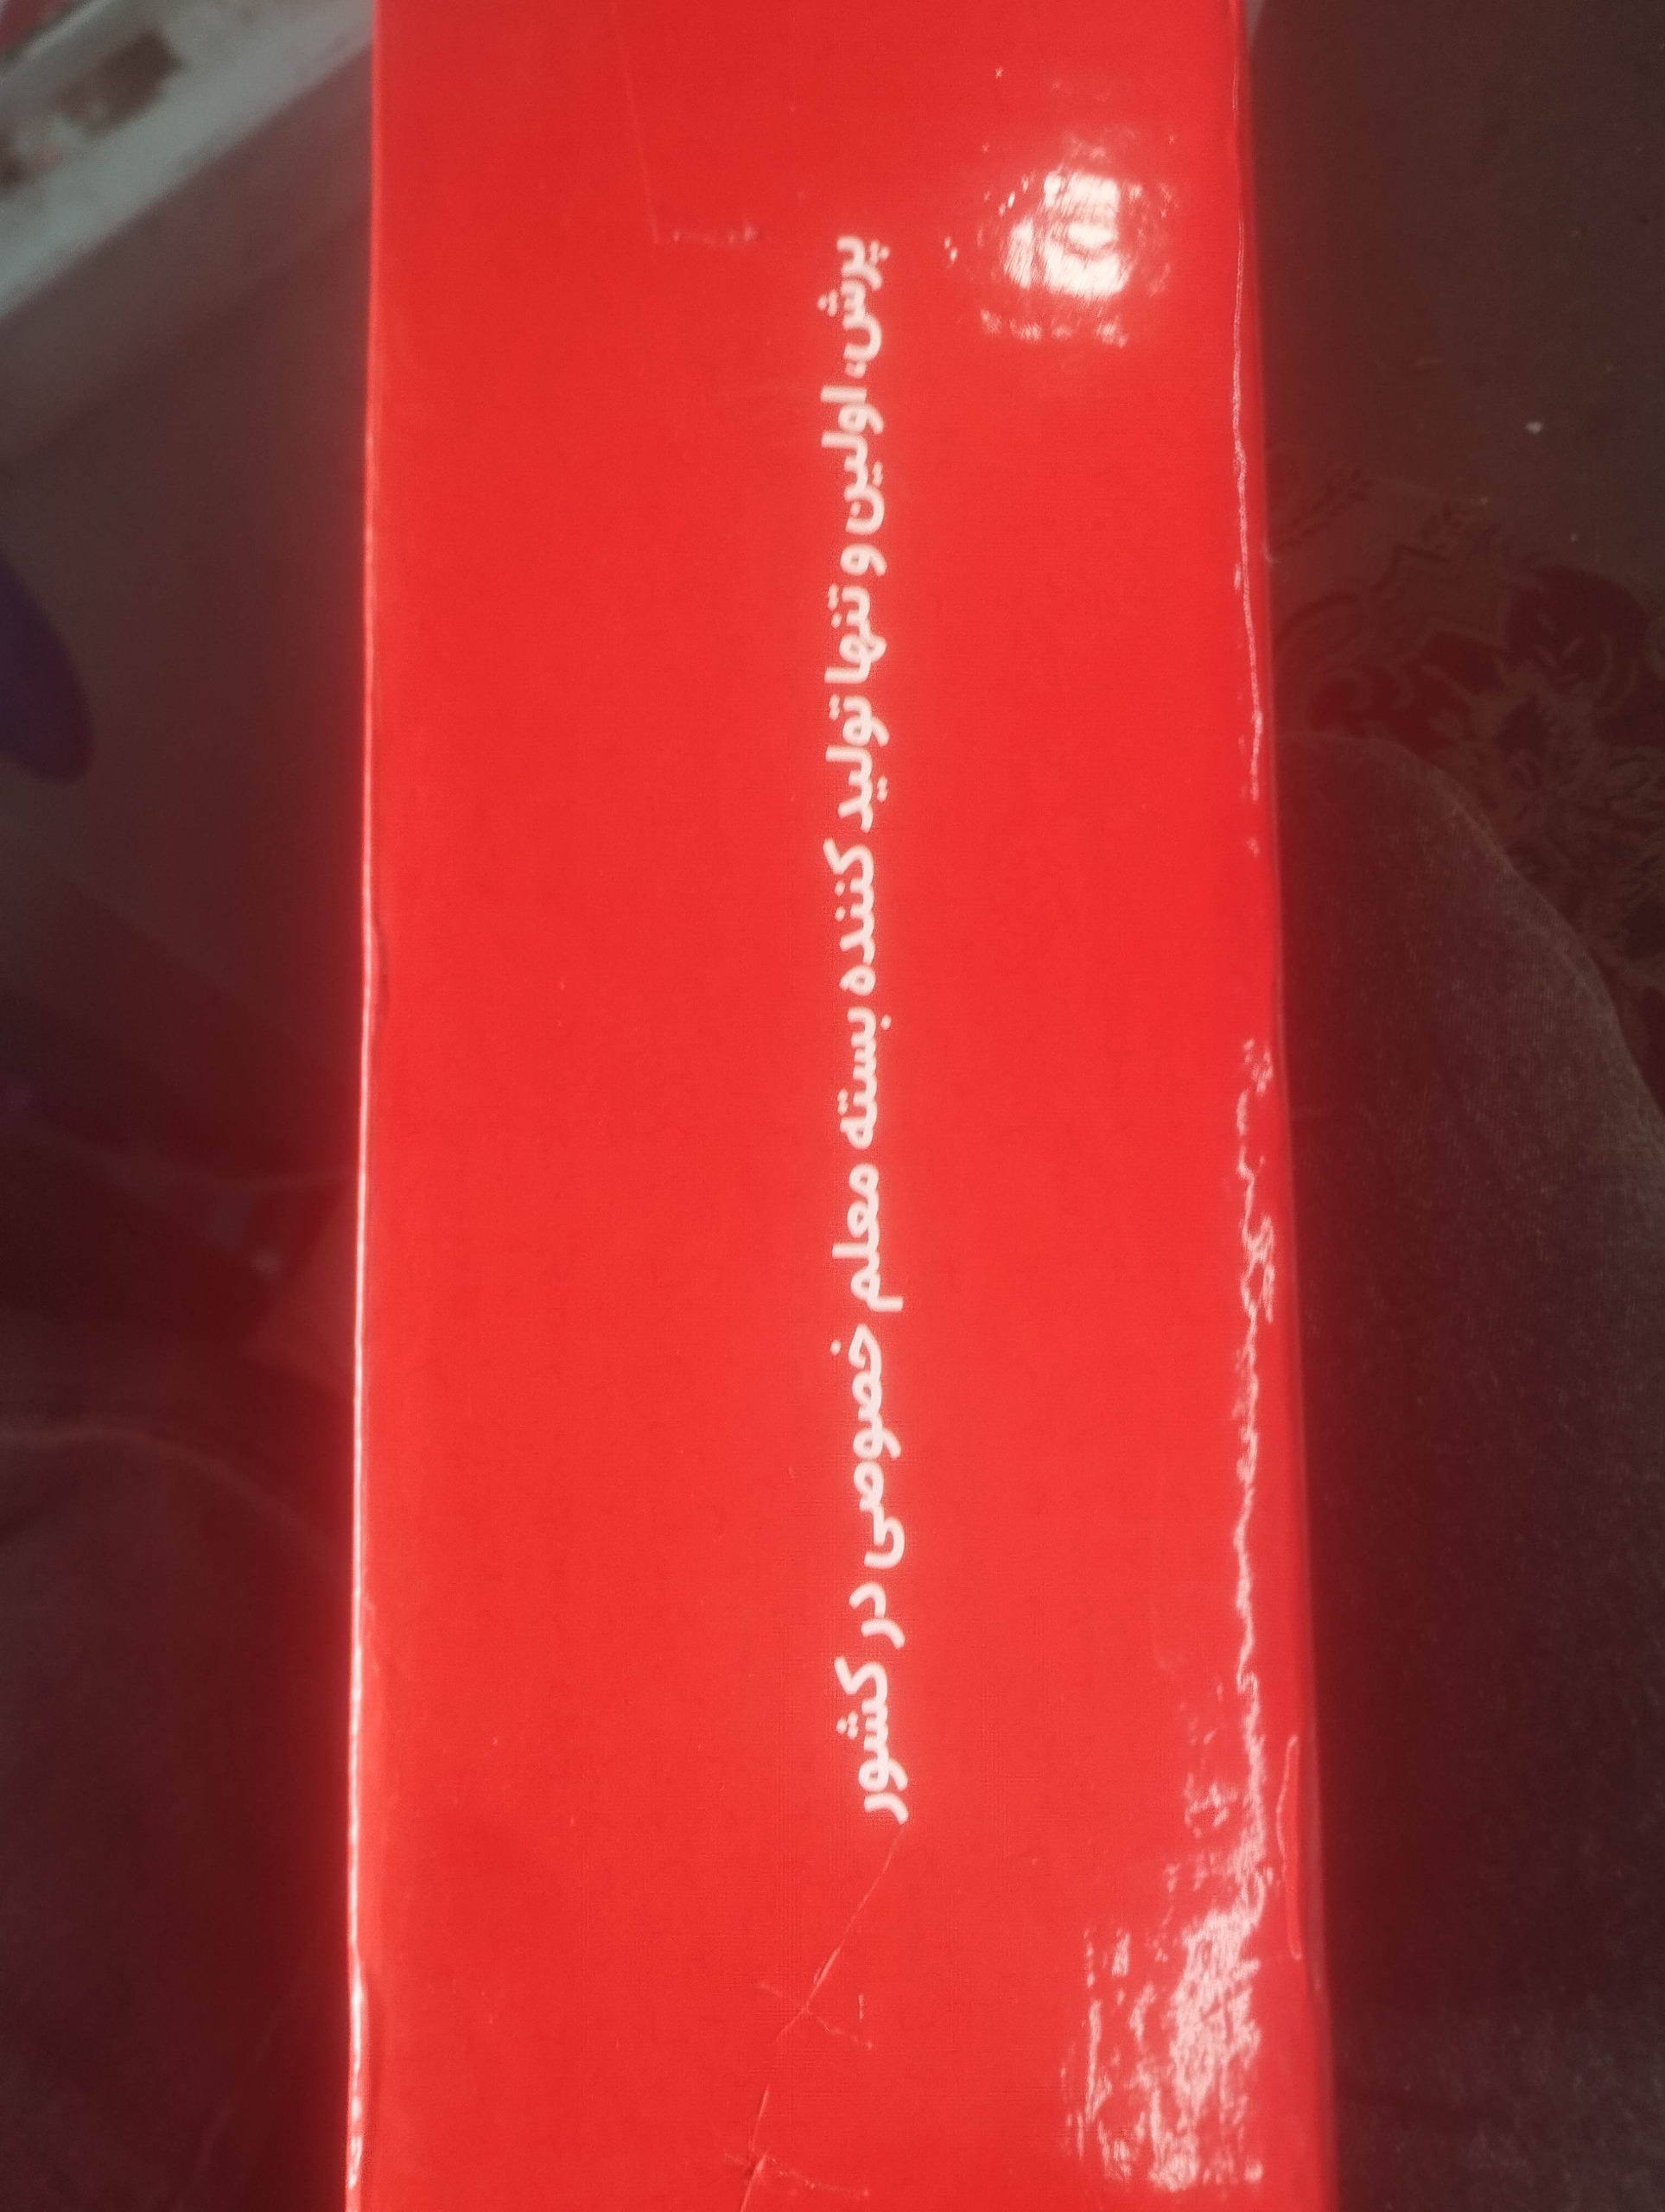 پرش، اولین و تنها تولید کننده بسته معلم خصوصی در کشور